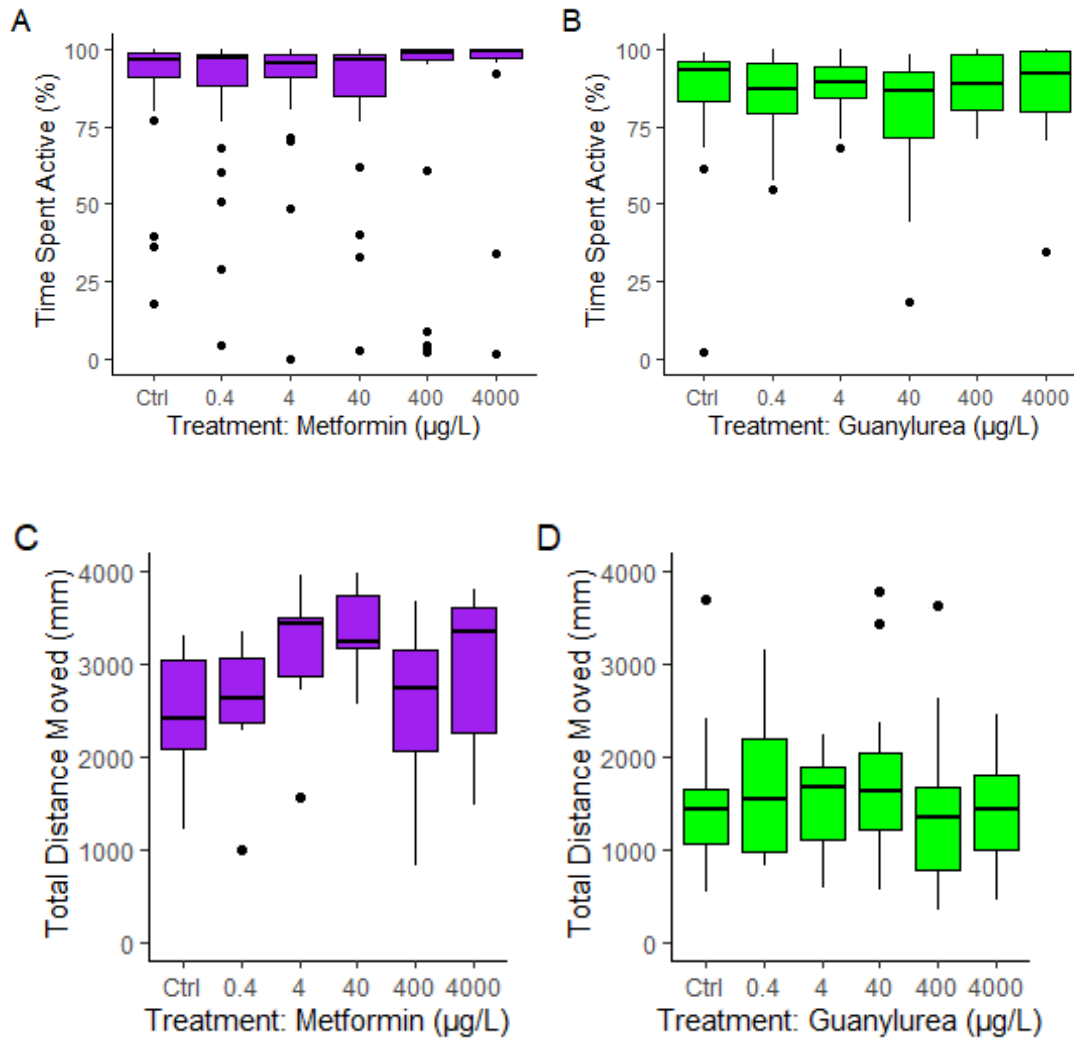 A
Time Spent Active (%)
100
75
50
25
0
Ctrl 0.4 4 40 400 4000
Treatment: Metformin (µg/L)
B
Time Spent Active (%)
100
75
50
25
0
Ctrl 0.4 4 40 400 4000
Treatment: Guanylurea (µg/L)
C
Total Distance Moved (mm)
4000
3000
2000
1000
0
Ctrl 0.4 4 40 400 4000
Treatment: Metformin (µg/L)
D
Total Distance Moved (mm)
4000
3000
2000
1000
0
Ctrl 0.4 4 40 400 4000
Treatment: Guanylurea (µg/L)